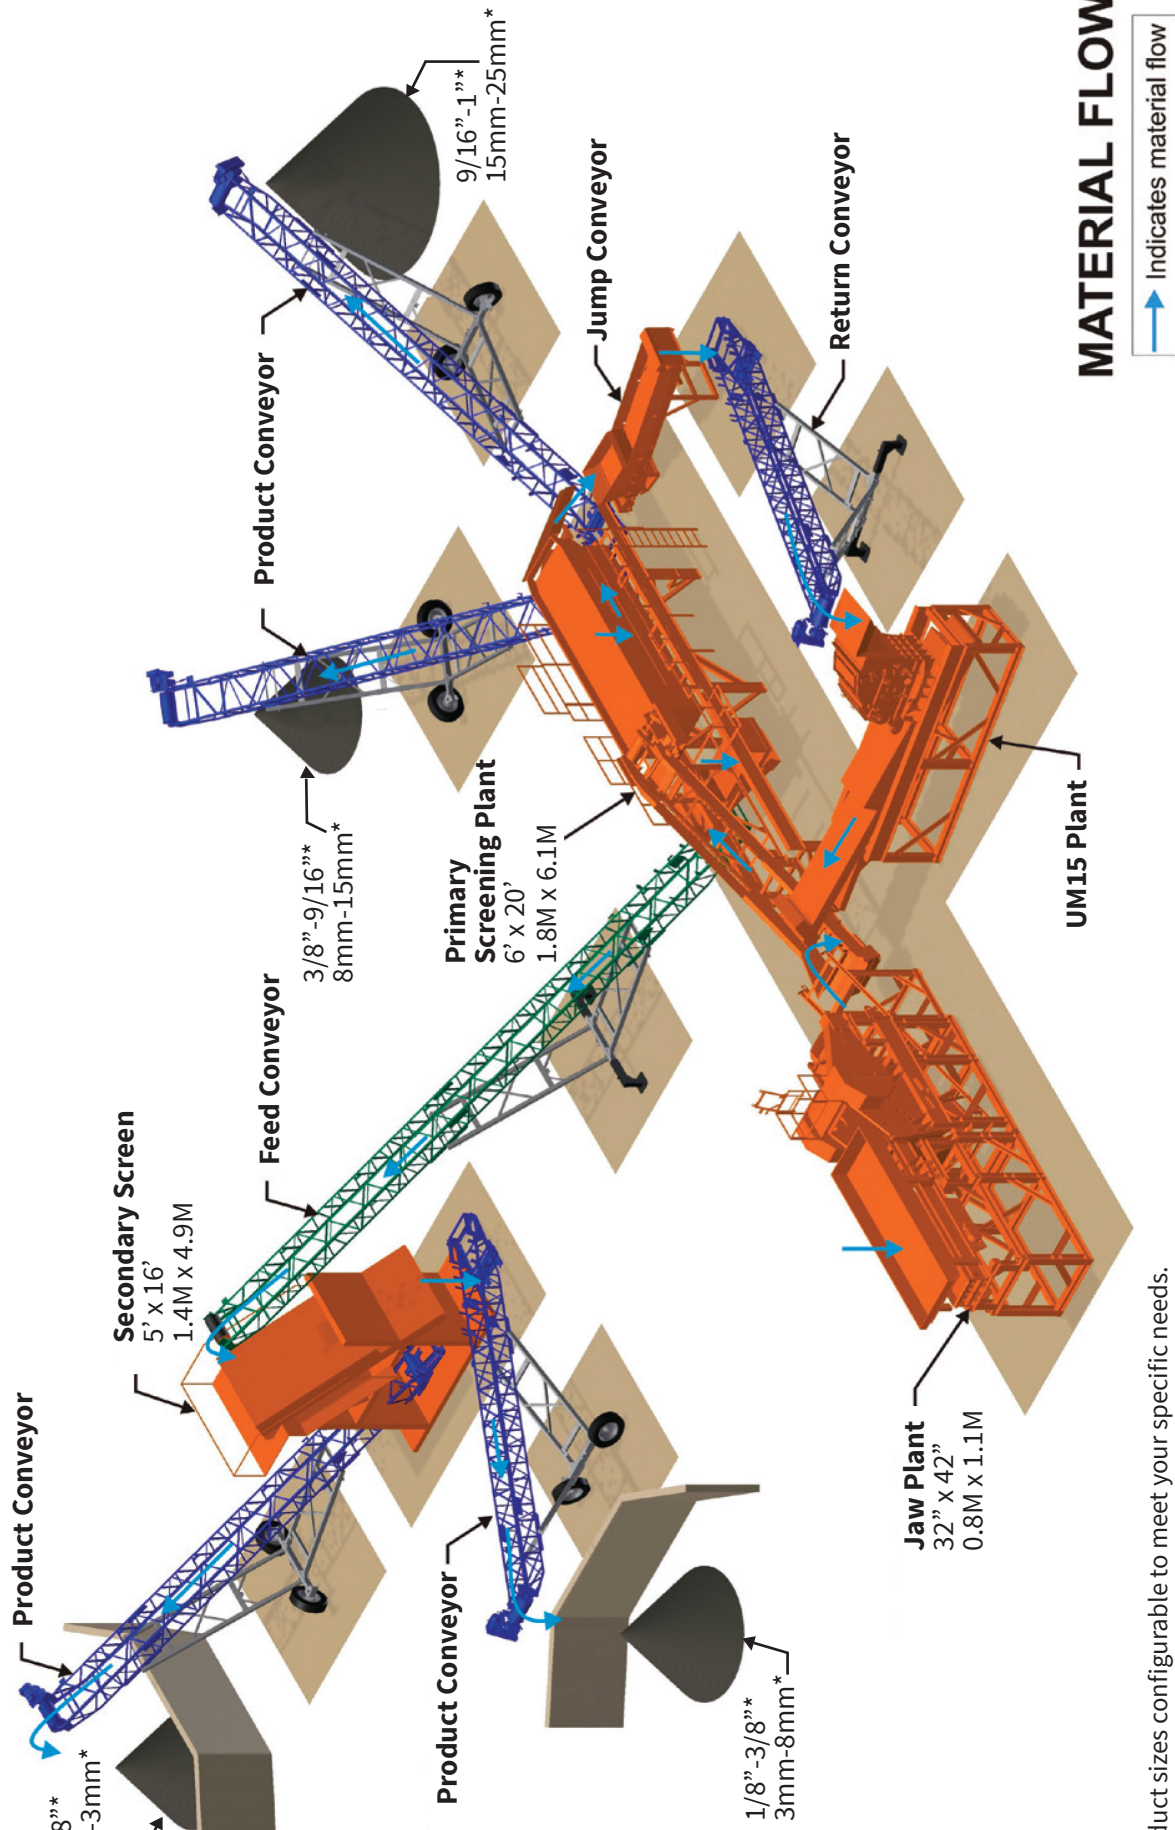 8”*
-3mm*
Product Conveyor
Secondary Screen
5’ x 16’
1.4M x 4.9M
Feed Conveyor
3/8”-9/16”*
8mm-15mm*
Product Conveyor
9/16”-1”*
15mm-25mm*
Product Conveyor
Primary
Screening Plant
6’ x 20’
1.8M x 6.1M
Jump Conveyor
1/8”-3/8”*
3mm-8mm*
Jaw Plant
32” x 42”
0.8M x 1.1M
UM15 Plant
Return Conveyor
MATERIAL FLOW
Indicates material flow
sizes configurable to meet your specific needs.